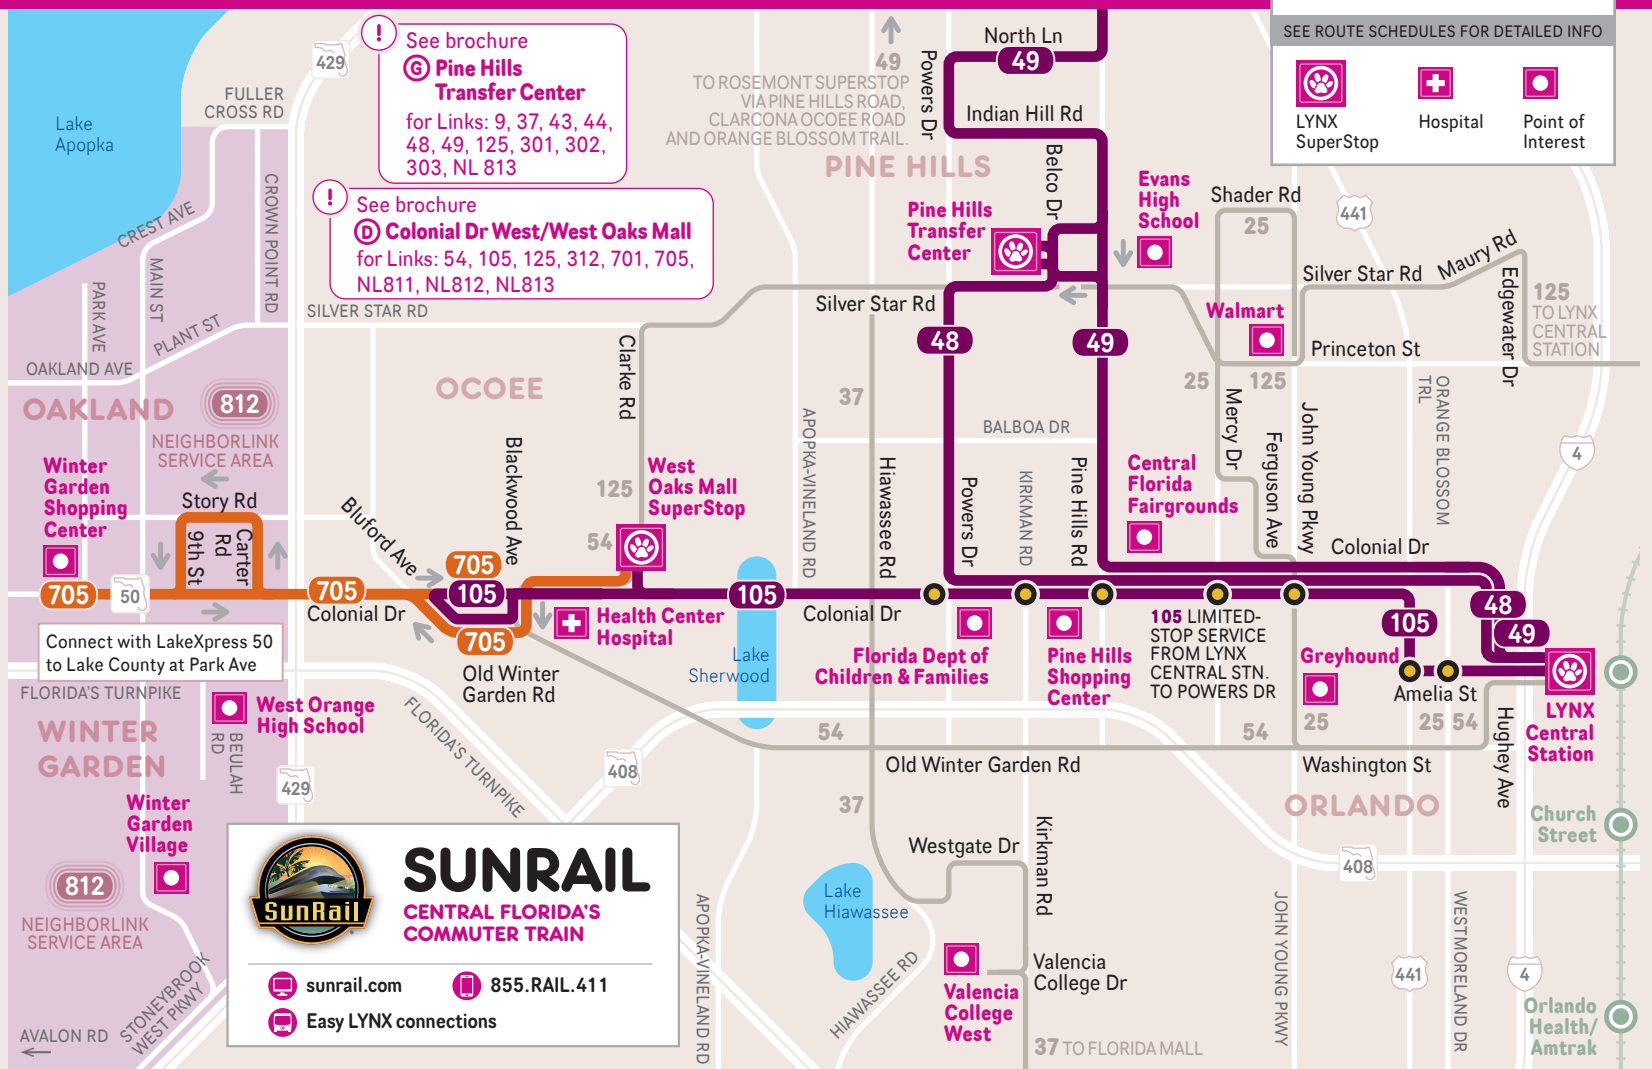 SEE ROUTE SCHEDULES FOR DETAILED INFO
LYNX
SuperStop
Hospital
Point of
Interest
!
See brochure
G Pine Hills
Transfer Center
for Links: 9, 37, 43, 44,
48, 49, 125, 301, 302,
303, NL 813
!
See brochure
D Colonial Dr West/West Oaks Mall
for Links: 54, 105, 125, 312, 701, 705,
NL811, NL812, NL813
429
FULLER
CROSS RD
Lake
Apopka
CREST AVE
CROWN POINT RD
MAIN ST
PARK AVE
PLANT ST
OAKLAND AVE
SILVER STAR RD
OAKLAND
812
NEIGHBORLINK
SERVICE AREA
OCOEE
49
TO ROSEMONT SUPERSTOP
VIA PINE HILLS ROAD,
CLARCONA OCOEE ROAD
AND ORANGE BLOSSOM TRAIL.
Powers Dr
North Ln
49
Indian Hill Rd
PINE HILLS
Belco Dr
Evans
High
School
Pine Hills
Transfer
Center
Shader Rd
25
441
Silver Star Rd
Maury Rd
Edgewater Dr
125
TO LYNX
CENTRAL
STATION
Silver Star Rd
Walmart
Princeton St
48
49
25
125
37
Clarke Rd
BALBOA DR
Mercy Dr
Ferguson Ave
John Young Pkwy
ORANGE BLOSSOM
TRL
4
APOPKA-VINELAND RD
Hiawassee Rd
Powers Dr
KIRKMAN RD
Pine Hills Rd
Central
Florida
Fairgrounds
Winter
Garden
Shopping
Center
Story Rd
9th St
Carter
Rd
Bluford Ave
Blackwood Ave
125
54
West
Oaks Mall
SuperStop
Colonial Dr
705
50
705
705
105
705
105
Colonial Dr
Colonial Dr
Health Center
Hospital
Lake
Sherwood
Florida Dept of
Children & Families
Pine Hills
Shopping
Center
105 LIMITED-
STOP SERVICE
FROM LYNX
CENTRAL STN.
TO POWERS DR
105
48
49
Greyhound
Amelia St
25
25 54
LYNX
Central
Station
Hughey Ave
Connect with LakeXpress 50
to Lake County at Park Ave
FLORIDA'S TURNPIKE
Old Winter
Garden Rd
West Orange
High School
BEULAH
RD
WINTER
GARDEN
429
FLORIDA'S TURNPIKE
408
54
54
Old Winter Garden Rd
Washington St
ORLANDO
Church
Street
37
Winter
Garden
Village
812
NEIGHBORLINK
SERVICE AREA
Westgate Dr
Kirkman Rd
408
Lake
Hiawassee
HIAWASSEE RD
Valencia
College Dr
Valencia
College
West
37 TO FLORIDA MALL
APOPKA-VINELAND RD
JOHN YOUNG PKWY
441
WESTMORELAND DR
4
Orlando
Health/
Amtrak
STONEYBROOK
WEST PKWY
AVALON RD
SunRail
SUNRAIL
CENTRAL FLORIDA'S
COMMUTER TRAIN
sunrail.com
855.RAIL.411
Easy LYNX connections